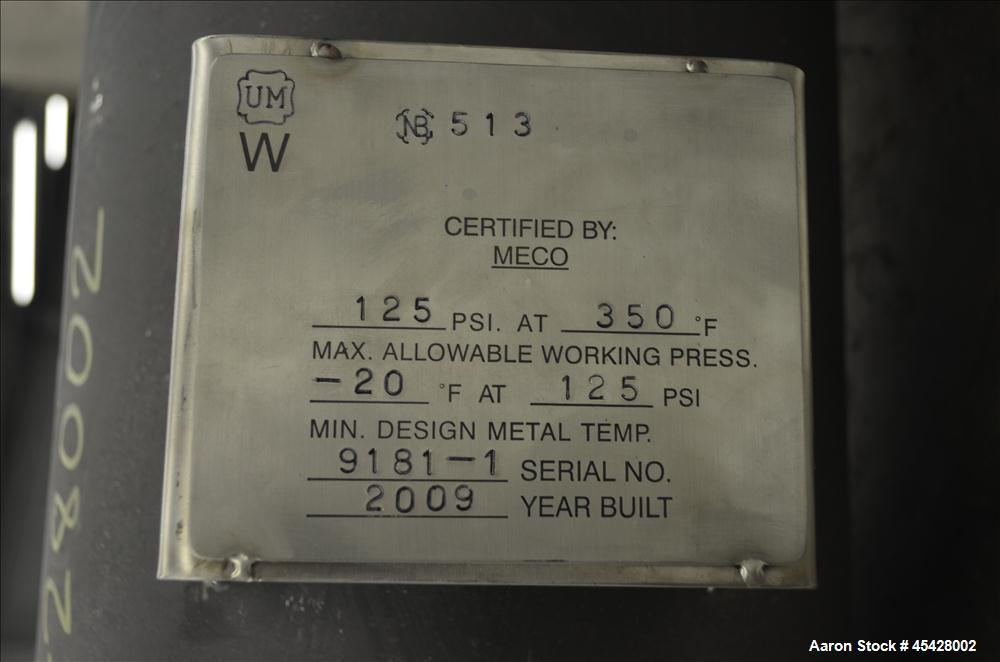 UM
W
NB 513
CERTIFIED BY:
MECO
125 PSI. AT 350 °F
MAX. ALLOWABLE WORKING PRESS.
-20 °F AT 125 PSI
MIN. DESIGN METAL TEMP.
9181-1 SERIAL NO.
2009 YEAR BUILT
28002
Aaron Stock # 45428002